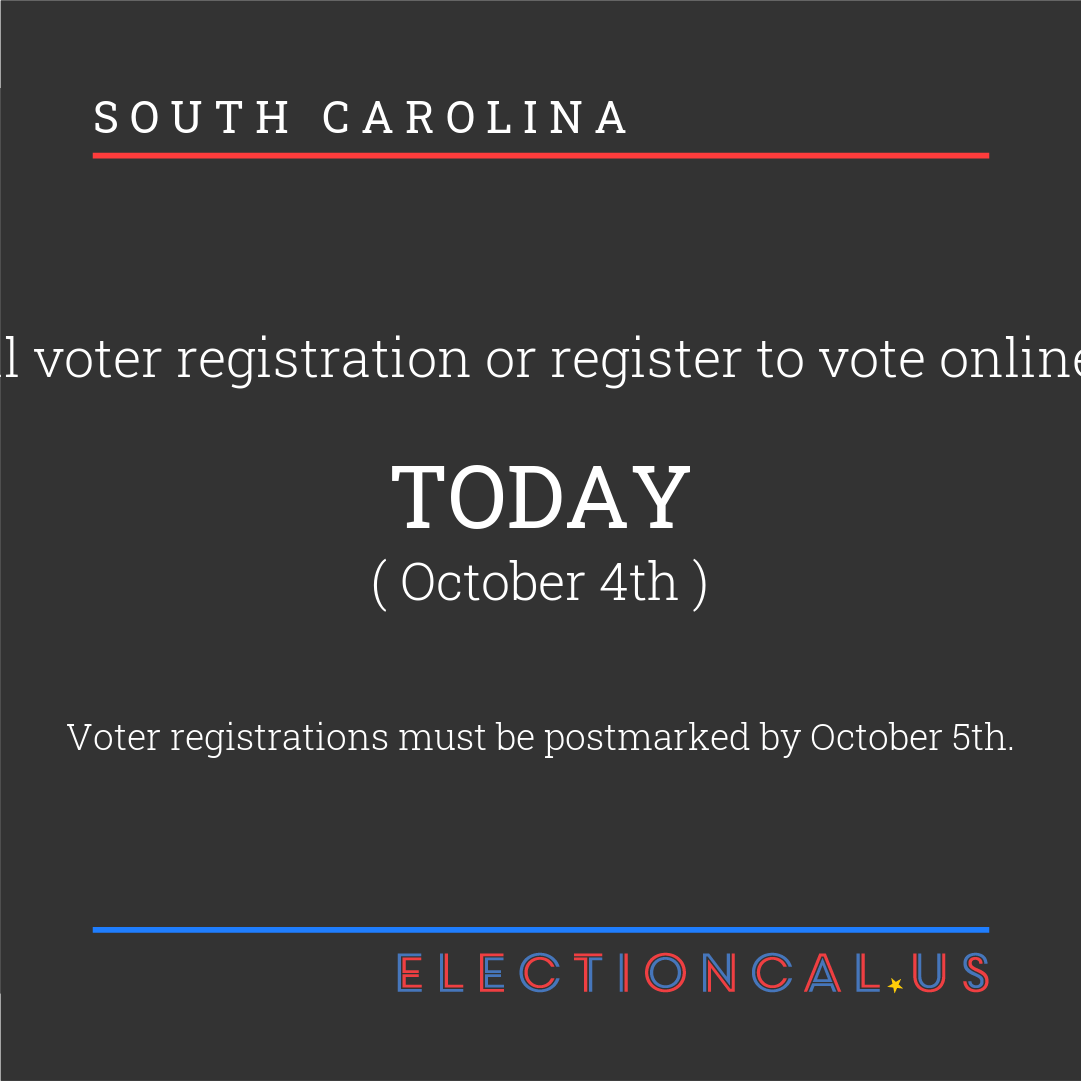 SOUTH CAROLINA
l voter registration or register to vote online
TODAY
( October 4th )
Voter registrations must be postmarked by October 5th.
ELECTIONCAL.US